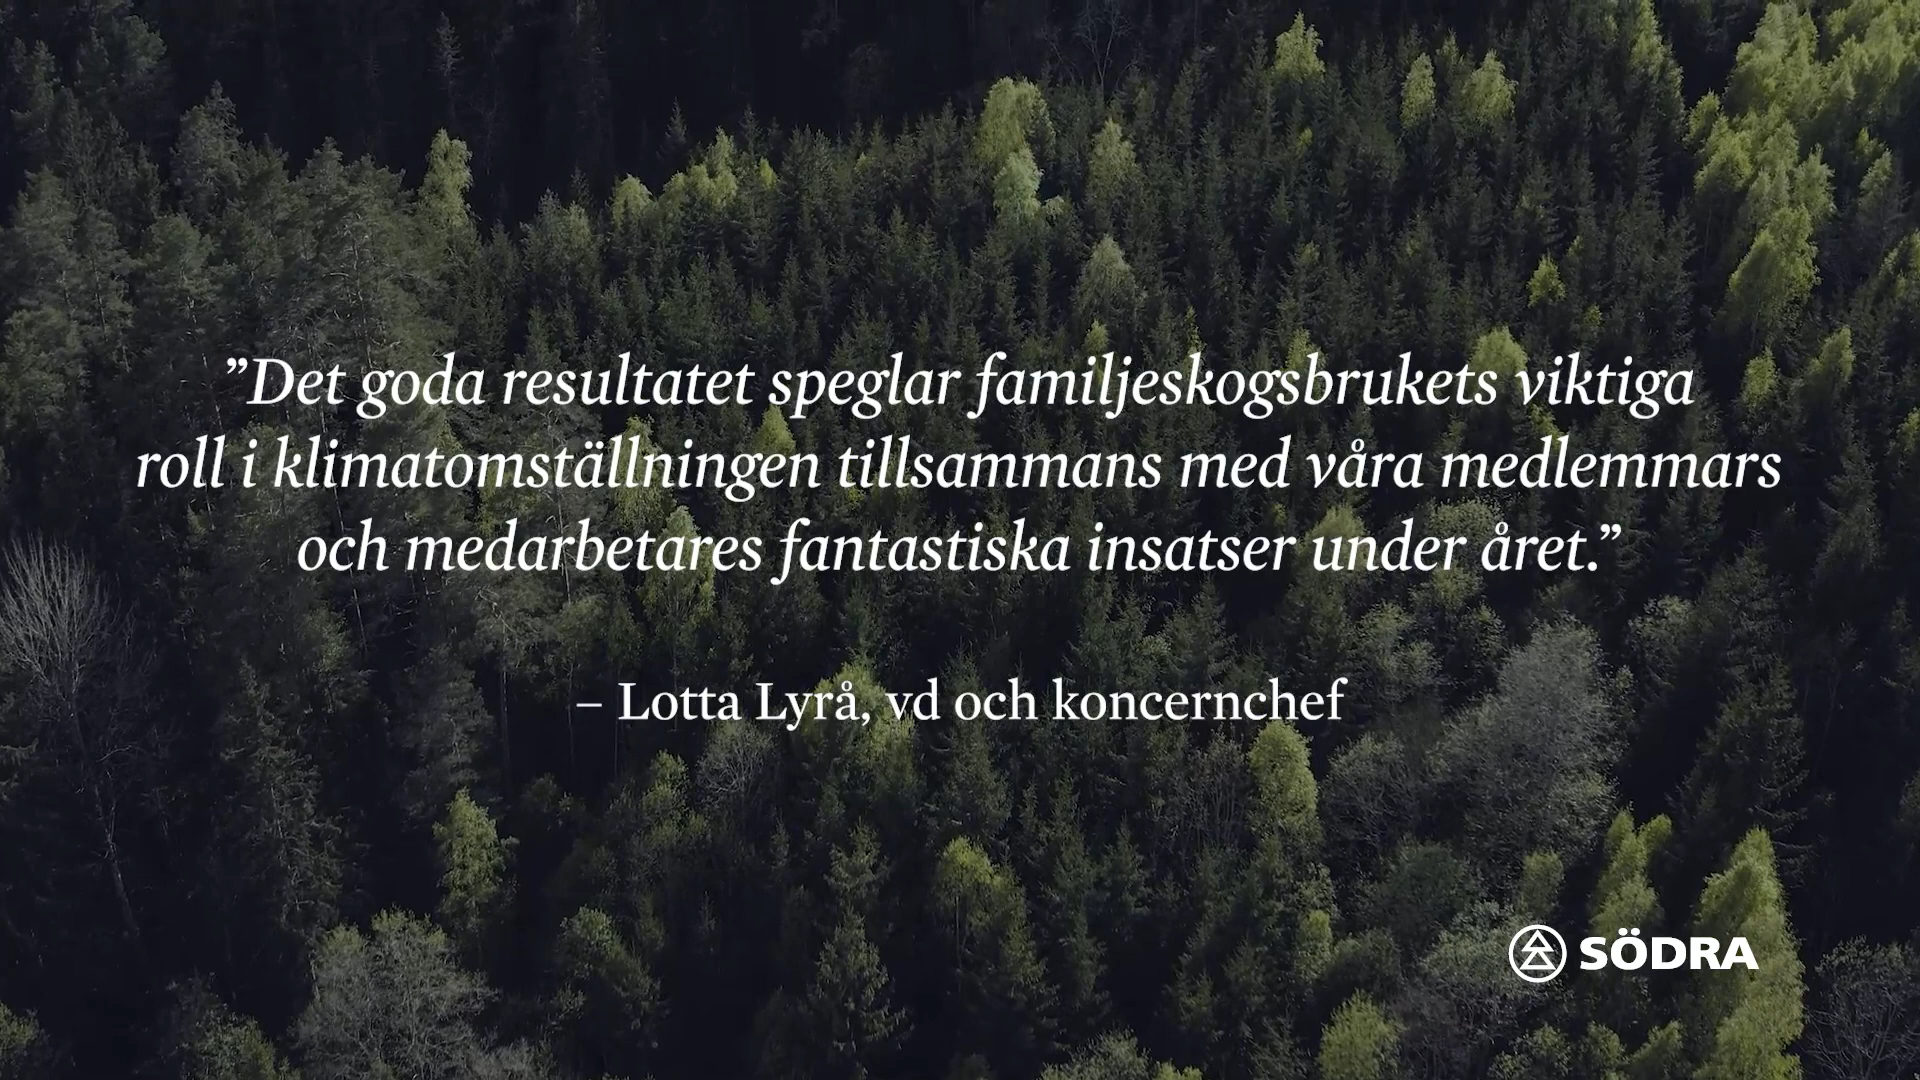 ”Det goda resultatet speglar familjeskogsbrukets viktiga
roll i klimatomställningen tillsammans med våra medlemmars
och medarbetares fantastiska insatser under året.”
– Lotta Lyrå, vd och koncernchef
SÖDRA